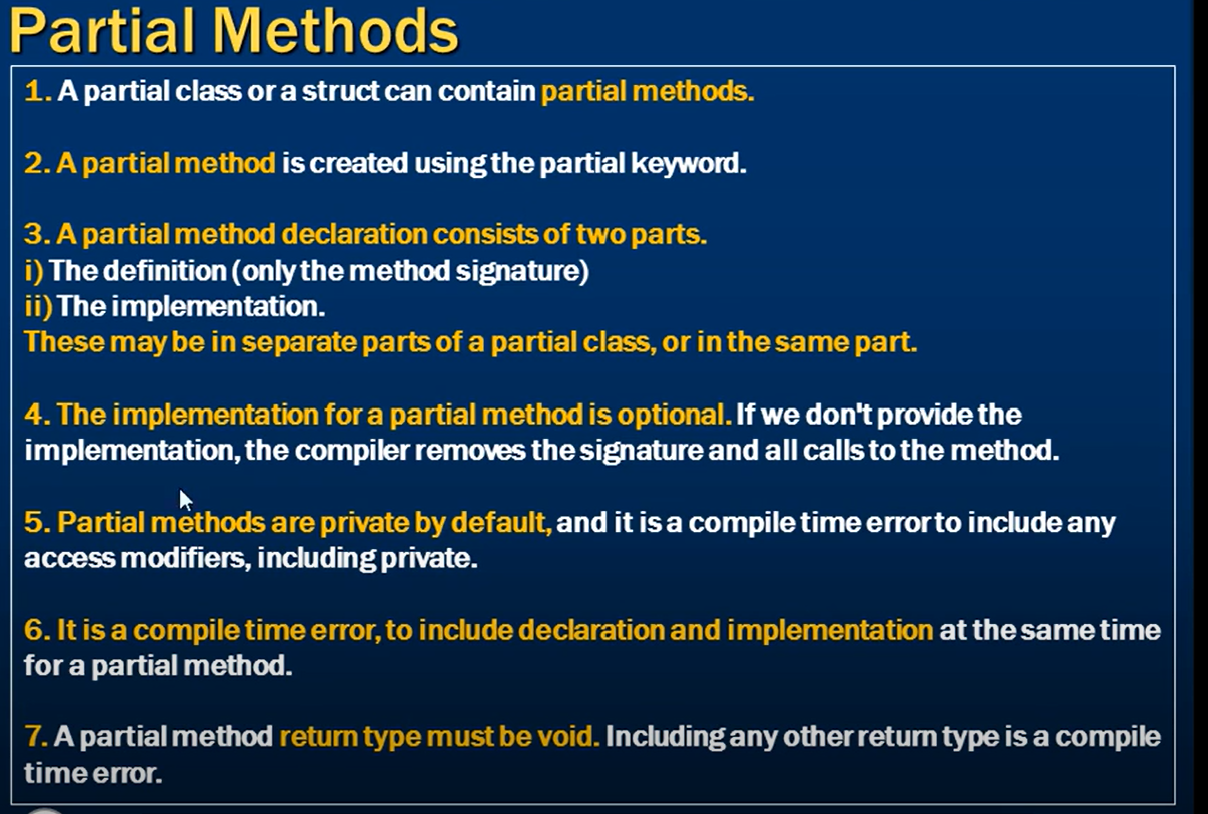 Partial Methods
1. A partial class or a struct can contain partial methods.
2. A partial method is created using the partial keyword.
3. A partial method declaration consists of two parts.
i) The definition (only the method signature)
ii) The implementation.
These may be in separate parts of a partial class, or in the same part.
4. The implementation for a partial method is optional. If we don't provide the
implementation, the compiler removes the signature and all calls to the method.
5. Partial methods are private by default, and it is a compile time error to include any
access modifiers, including private.
6. It is a compile time error, to include declaration and implementation at the same time
for a partial method.
7. A partial method return type must be void. Including any other return type is a compile
time error.